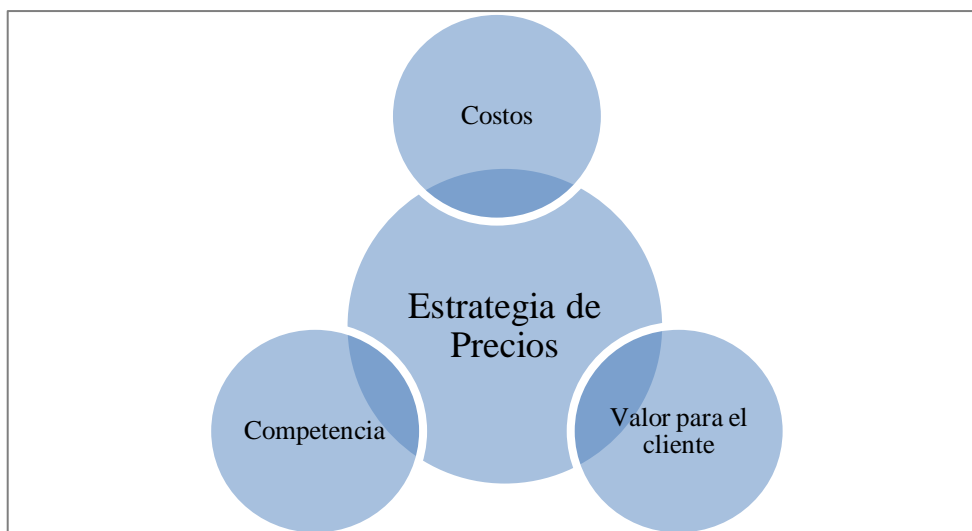 Costos
Estrategia de
Precios
Competencia
Valor para el
cliente